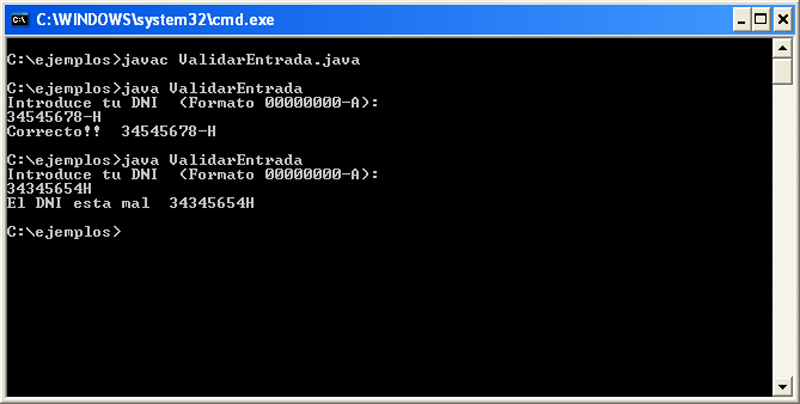 C:\WINDOWS\system32\cmd.exe
C:\ejemplos>javac ValidarEntrada.java
C:\ejemplos>java ValidarEntrada
Introduce tu DNI  (Formato 00000000-A):
34545678-H
Correcto!!  34545678-H
C:\ejemplos>java ValidarEntrada
Introduce tu DNI  (Formato 00000000-A):
34345654H
El DNI esta mal  34345654H
C:\ejemplos>